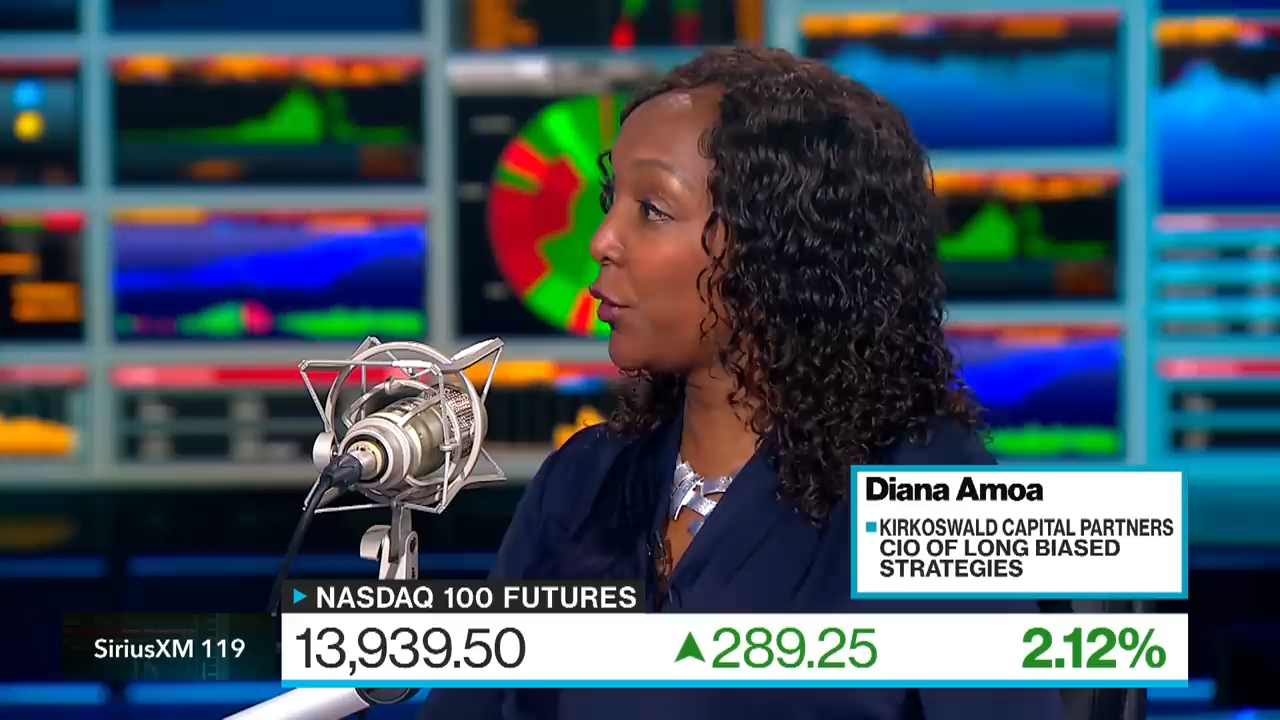 Diana Amoa
KIRKOSWALD CAPITAL PARTNERS
CIO OF LONG BIASED
STRATEGIES
NASDAQ 100 FUTURES
SiriusXM 119
13,939.50 ▲289.25 2.12%